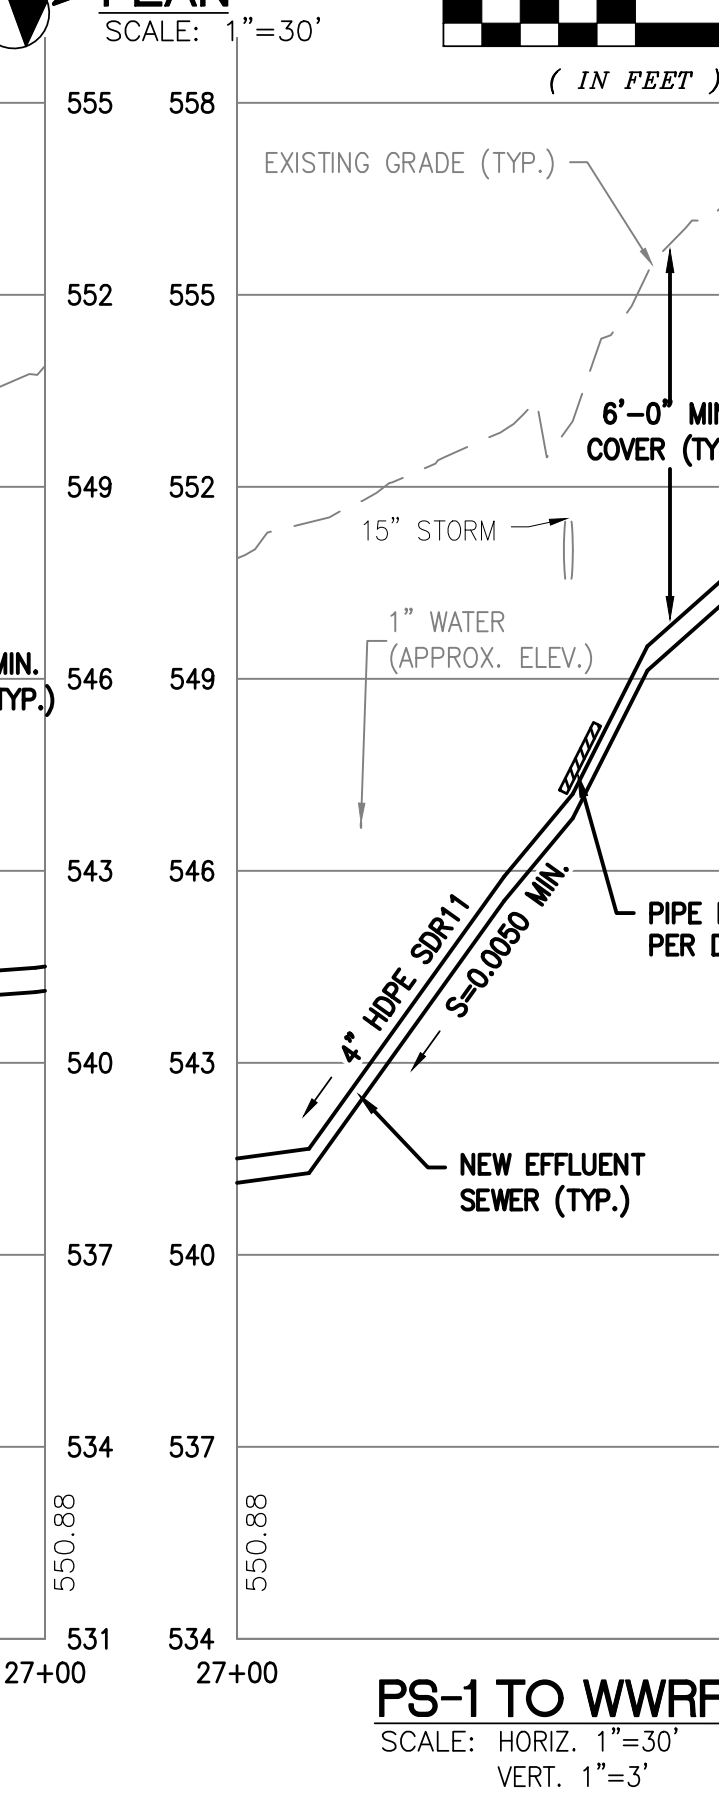 PLAN
SCALE: 1"=30'
( IN FEET )
555 558
EXISTING GRADE (TYP.)
552 555
6'-0" MIN
COVER (TY
549 552
15" STORM
1" WATER
(APPROX. ELEV.)
MIN.
TYP.)
546 549
543 546
4" HDPE SDR11
S=0.0050 MIN.
PIPE
PER
540 543
NEW EFFLUENT
SEWER (TYP.)
537 540
534 537
550.88
550.88
531 534
27+00 27+00
PS-1 TO WWRF
SCALE: HORIZ. 1"=30'
VERT. 1"=3'